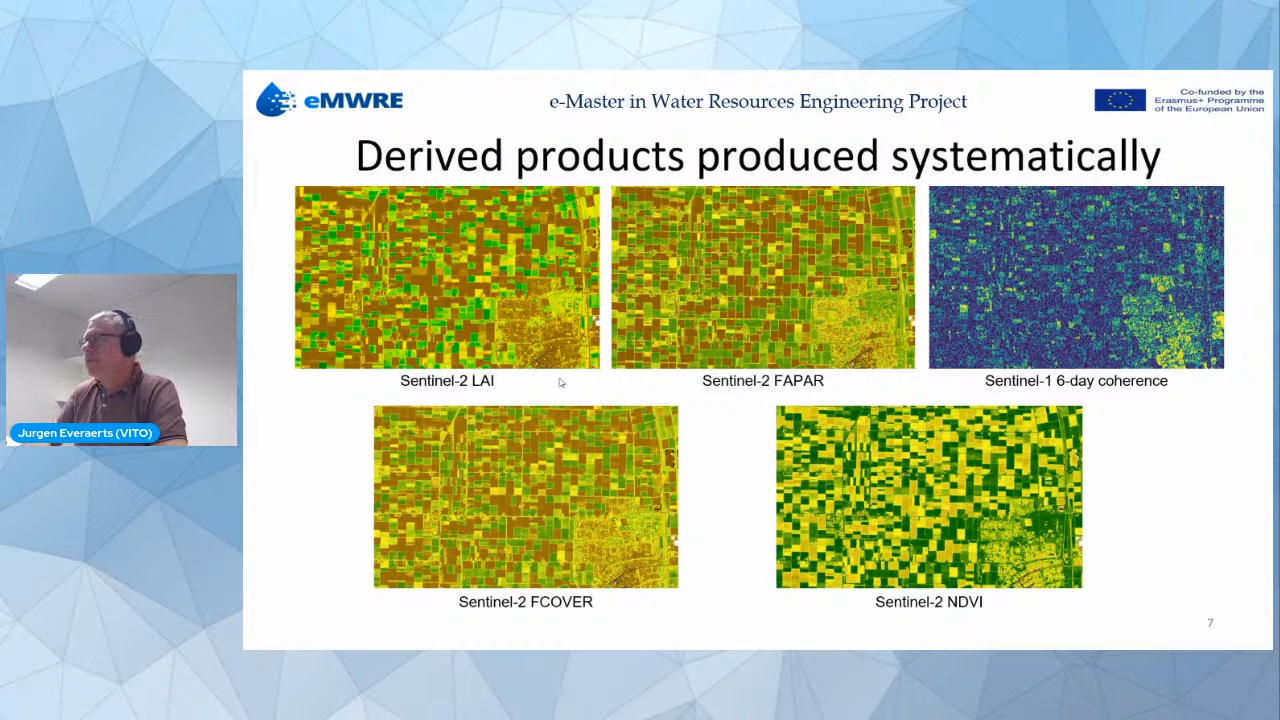 eMWRE
e-Master in Water Resources Engineering Project
Co-funded by the
Erasmus+ Programme
of the European Union
Derived products produced systematically
Sentinel-2 LAI
Sentinel-2 FAPAR
Sentinel-1 6-day coherence
Jurgen Everaerts (VITO)
Sentinel-2 FCOVER
Sentinel-2 NDVI
7